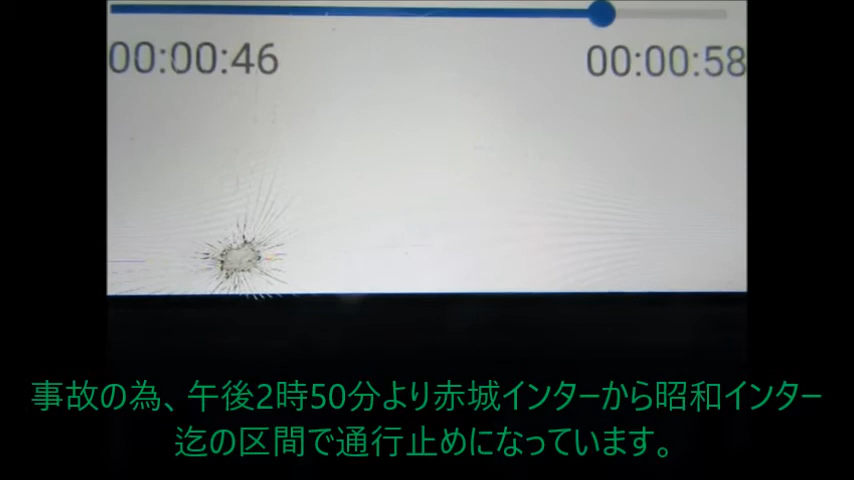 00:00:46 00:00:58
事故の為、午後2時50分より赤城インターから昭和インター
迄の区間で通行止めになっています。